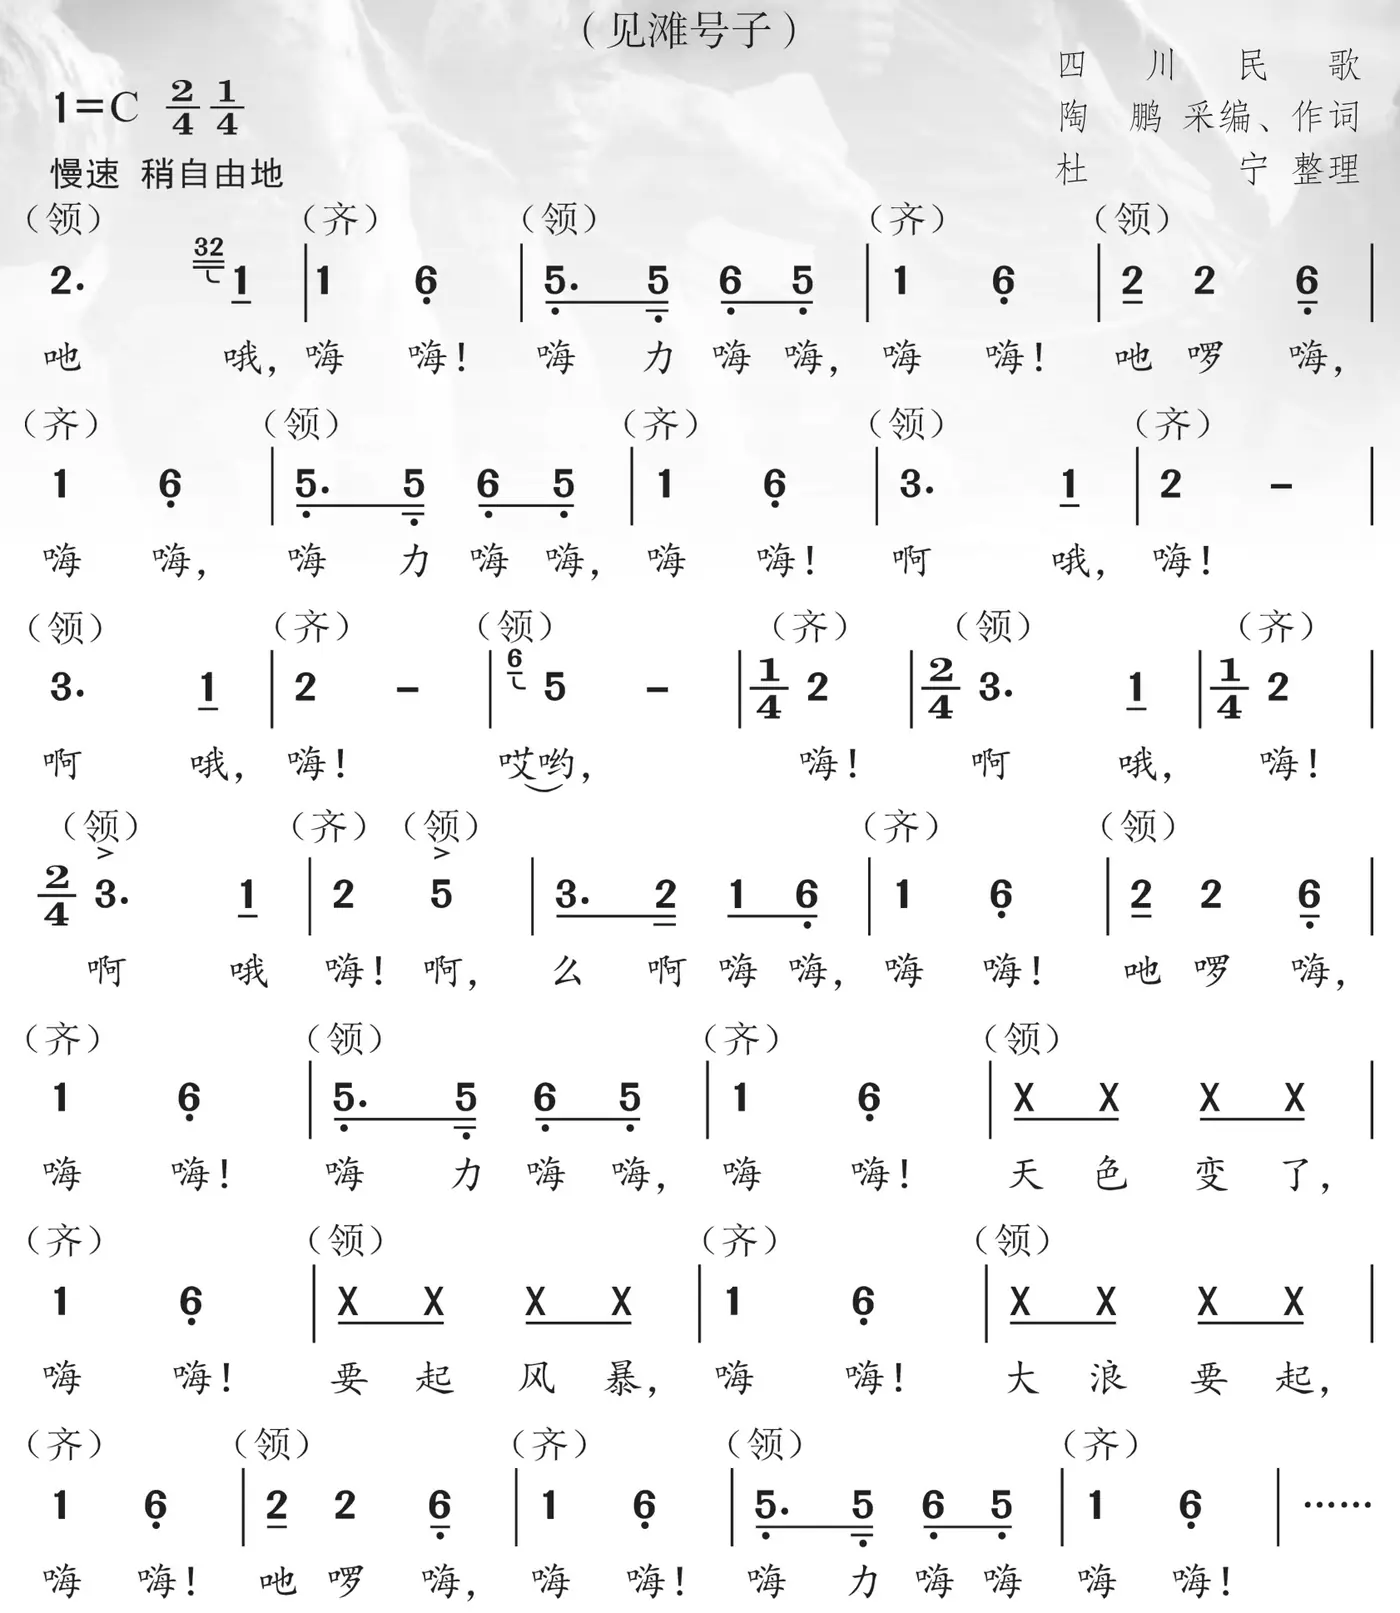 （见滩号子）
四川民歌
1=C 2/4 1/4
陶鹏采编、作词
慢速 稍自由地
杜宁整理
（领）（齐）（领）（齐）（领）
2. 32 1 | 1 6 | 5. 5 6 5 | 1 6 | 2 2 6 |
吔 哦，嗨 嗨！ 嗨 力 嗨 嗨，嗨 嗨！ 吔 啰 嗨，
（齐）（领）（齐）（领）（齐）
1 6 | 5. 5 6 5 | 1 6 | 3. 1 | 2 － |
嗨 嗨， 嗨 力 嗨 嗨，嗨 嗨！ 啊 哦，嗨！
（领）（齐）（领）（齐）（领）（齐）
3. 1 | 2 － | 6 5 － | 1/4 2 | 2/4 3. 1 | 1/4 2 |
啊 哦，嗨！ 哎哟， 嗨！ 啊 哦， 嗨！
（领）（齐）（领）（齐）（领）
2/4 > 3. 1 | 2 > 5 | 3. 2 1 6 | 1 6 | 2 2 6 |
啊 哦 嗨！啊， 么 啊 嗨 嗨，嗨 嗨！ 吔 啰 嗨，
（齐）（领）（齐）（领）
1 6 | 5. 5 6 5 | 1 6 | X X X X |
嗨 嗨！ 嗨 力 嗨 嗨， 嗨 嗨！ 天 色 变 了，
（齐）（领）（齐）（领）
1 6 | X X X X | 1 6 | X X X X |
嗨 嗨！ 要 起 风 暴， 嗨 嗨！ 大 浪 要 起，
（齐）（领）（齐）（领）（齐）
1 6 | 2 2 6 | 1 6 | 5. 5 6 5 | 1 6 | ……
嗨 嗨！ 吔 啰 嗨， 嗨 嗨！ 嗨 力 嗨 嗨 嗨 嗨！